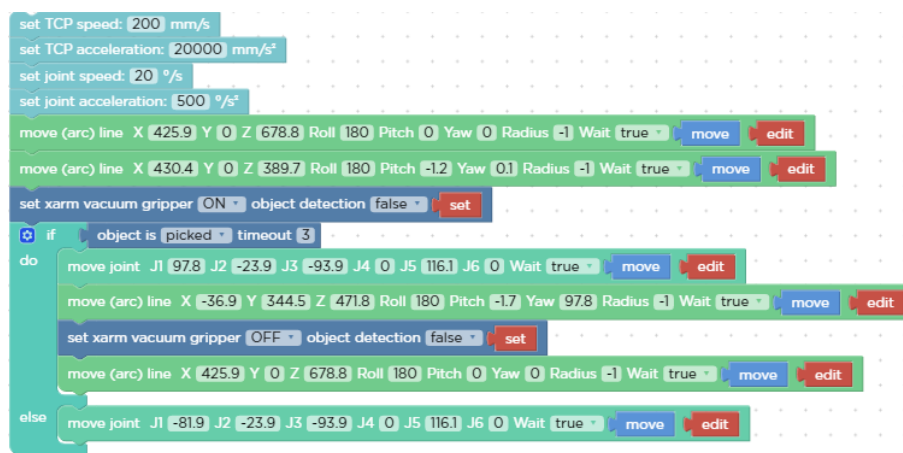 set TCP speed: 200 mm/s
set TCP acceleration: 20000 mm/s²
set joint speed: 20 °/s
set joint acceleration: 500 °/s²
move (arc) line X 425.9 Y 0 Z 678.8 Roll 180 Pitch 0 Yaw 0 Radius -1 Wait true move edit
move (arc) line X 430.4 Y 0 Z 389.7 Roll 180 Pitch -1.2 Yaw 0.1 Radius -1 Wait true move edit
set xarm vacuum gripper ON object detection false set
if object is picked timeout 3
do move joint J1 97.8 J2 -23.9 J3 -93.9 J4 0 J5 116.1 J6 0 Wait true move edit
move (arc) line X -36.9 Y 344.5 Z 471.8 Roll 180 Pitch -1.7 Yaw 97.8 Radius -1 Wait true move edit
set xarm vacuum gripper OFF object detection false set
move (arc) line X 425.9 Y 0 Z 678.8 Roll 180 Pitch 0 Yaw 0 Radius -1 Wait true move edit
else move joint J1 -81.9 J2 -23.9 J3 -93.9 J4 0 J5 116.1 J6 0 Wait true move edit